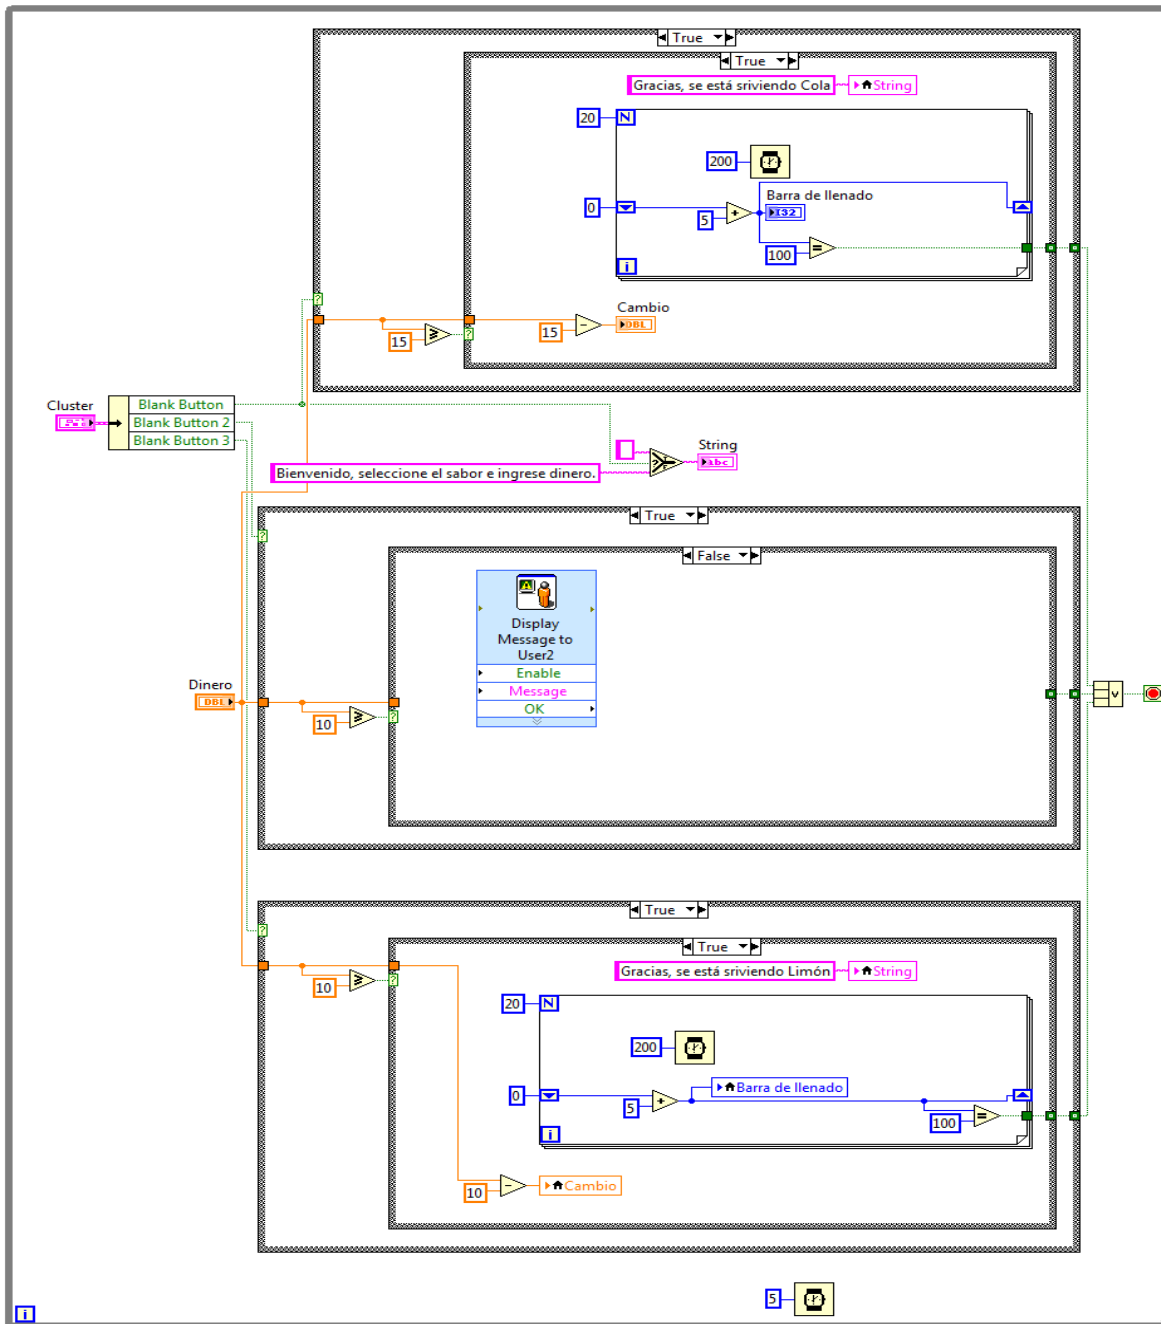 True
True
Gracias, se está sriviendo Cola
String
20
N
200
Barra de llenado
0
5
I32
100
i
Cambio
15
15
DBL
Cluster
Blank Button
Blank Button 2
Blank Button 3
String
abc
Bienvenido, seleccione el sabor e ingrese dinero.
True
False
Display
Message to
User2
Enable
Message
OK
Dinero
DBL
10
True
True
Gracias, se está sriviendo Limón
String
10
20
N
200
Barra de llenado
0
5
100
i
10
Cambio
5
i